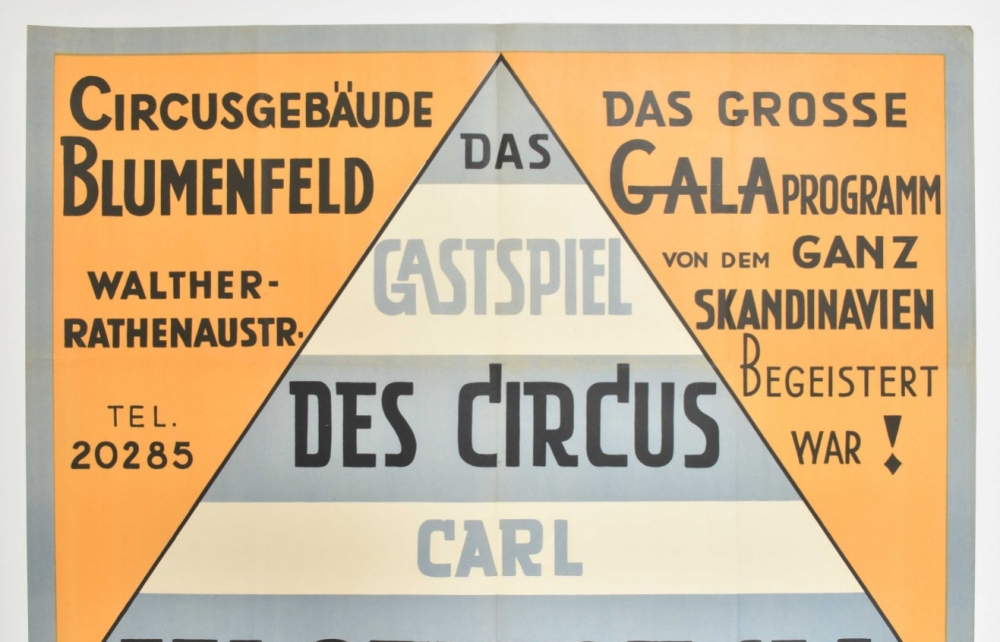 CIRCUSGEBÄUDE
BLUMENFELD
WALTHER-
RATHENAUSTR.
TEL.
20285
DAS
GASTSPIEL
DES CIRCUS
CARL
DAS GROSSE
GALAPROGRAMM
VON DEM GANZ
SKANDINAVIEN
BEGEISTERT
WAR!